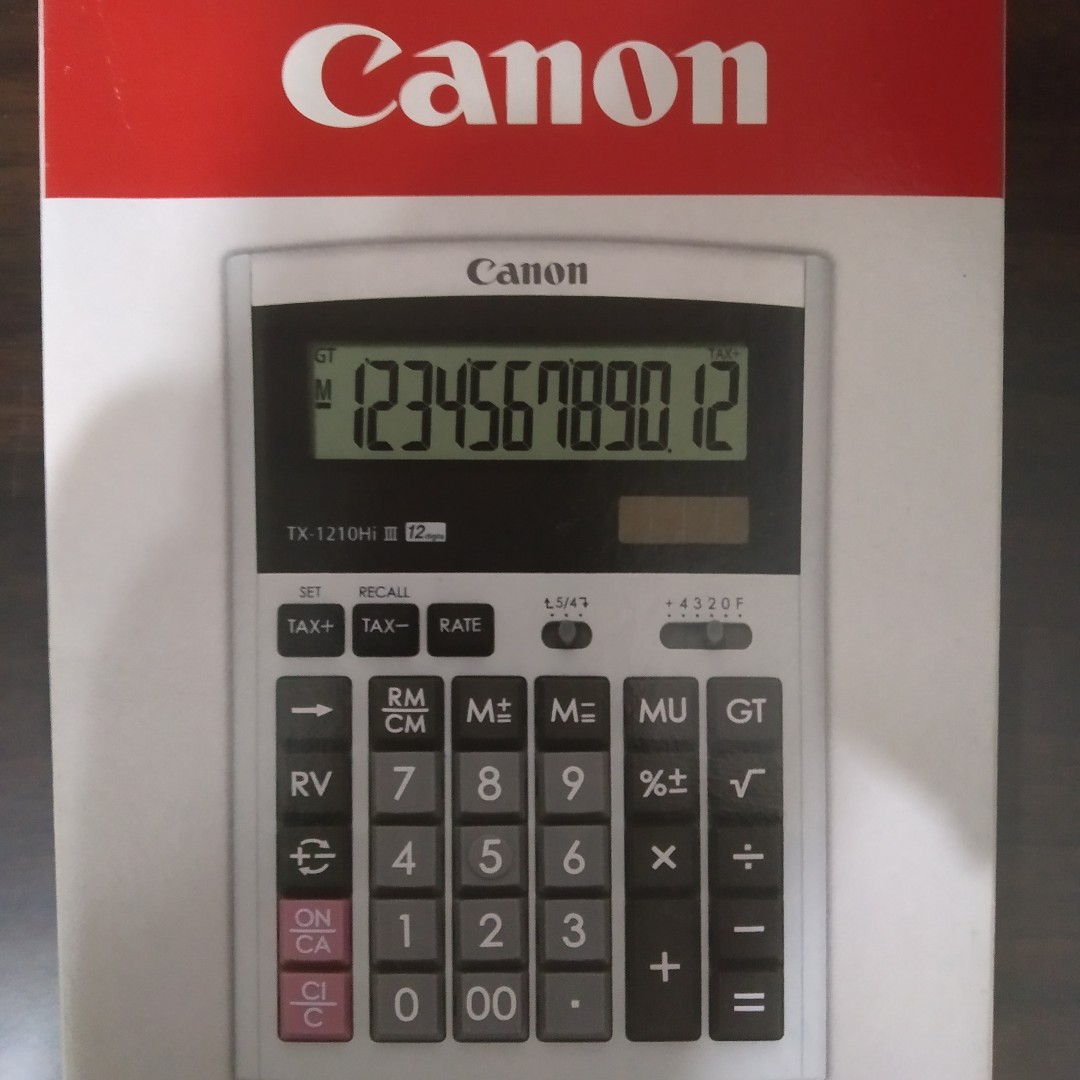 Canon
Canon
GT TAX+
M 1234567890.12
TX-1210Hi III 12 digits
SET RECALL
TAX+ TAX− RATE
5/4
+ 4 3 2 0 F
→ RM/CM M± M= MU GT
RV 7 8 9 %± √
+− 4 5 6 × ÷
ON/CA 1 2 3 + −
CI/C 0 00 . =